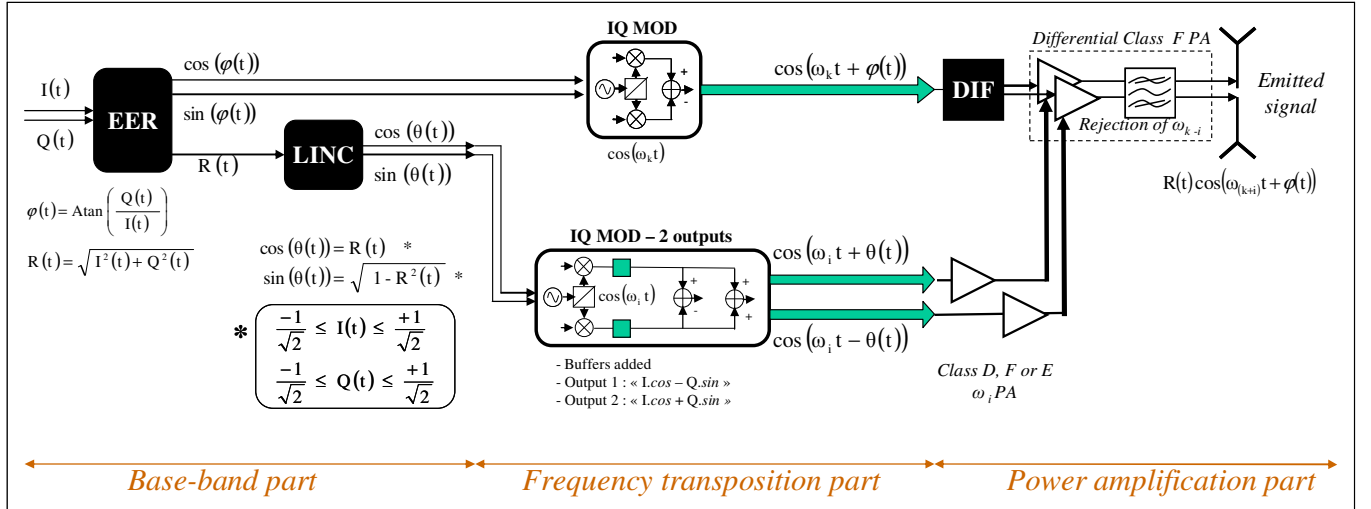 IQ MOD
Differential Class F PA
I(t)
Q(t)
EER
cos(φ(t))
sin(φ(t))
R(t)
LINC
cos(θ(t))
sin(θ(t))
+
-
cos(ω_k t)
cos(ω_k t + φ(t))
DIF
Rejection of ω_{k-i}
Emitted
signal
R(t)cos(ω_{(k+i)}t + φ(t))
φ(t) = Atan(Q(t)/I(t))
R(t) = √(I²(t) + Q²(t))
cos(θ(t)) = R(t) *
sin(θ(t)) = √(1 - R²(t)) *
*
-1/√2 ≤ I(t) ≤ +1/√2
-1/√2 ≤ Q(t) ≤ +1/√2
IQ MOD – 2 outputs
cos(ω_i t)
+
-
+
+
cos(ω_i t + θ(t))
cos(ω_i t − θ(t))
- Buffers added
- Output 1 : « I.cos – Q.sin »
- Output 2 : « I.cos + Q.sin »
Class D, F or E
ω_i PA
Base-band part
Frequency transposition part
Power amplification part